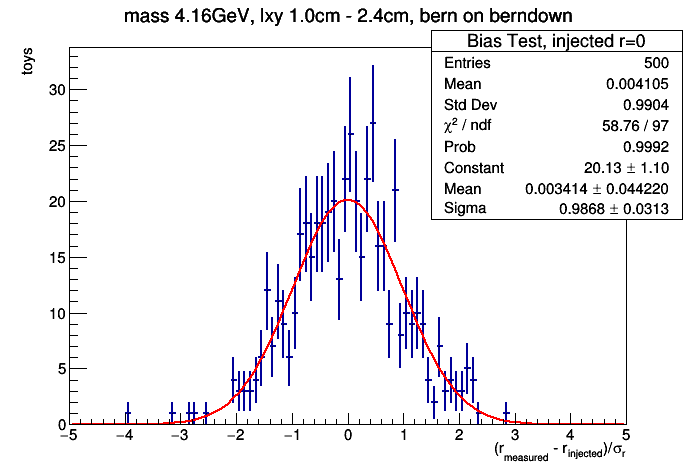 mass 4.16GeV, lxy 1.0cm - 2.4cm, bern on berndown
Bias Test, injected r=0
Entries 500
Mean 0.004105
Std Dev 0.9904
χ² / ndf 58.76 / 97
Prob 0.9992
Constant 20.13 ± 1.10
Mean 0.003414 ± 0.044220
Sigma 0.9868 ± 0.0313
toys
30
25
20
15
10
5
0
−5 −4 −3 −2 −1 0 1 2 3 4 5
(r_measured - r_injected)/σ_r